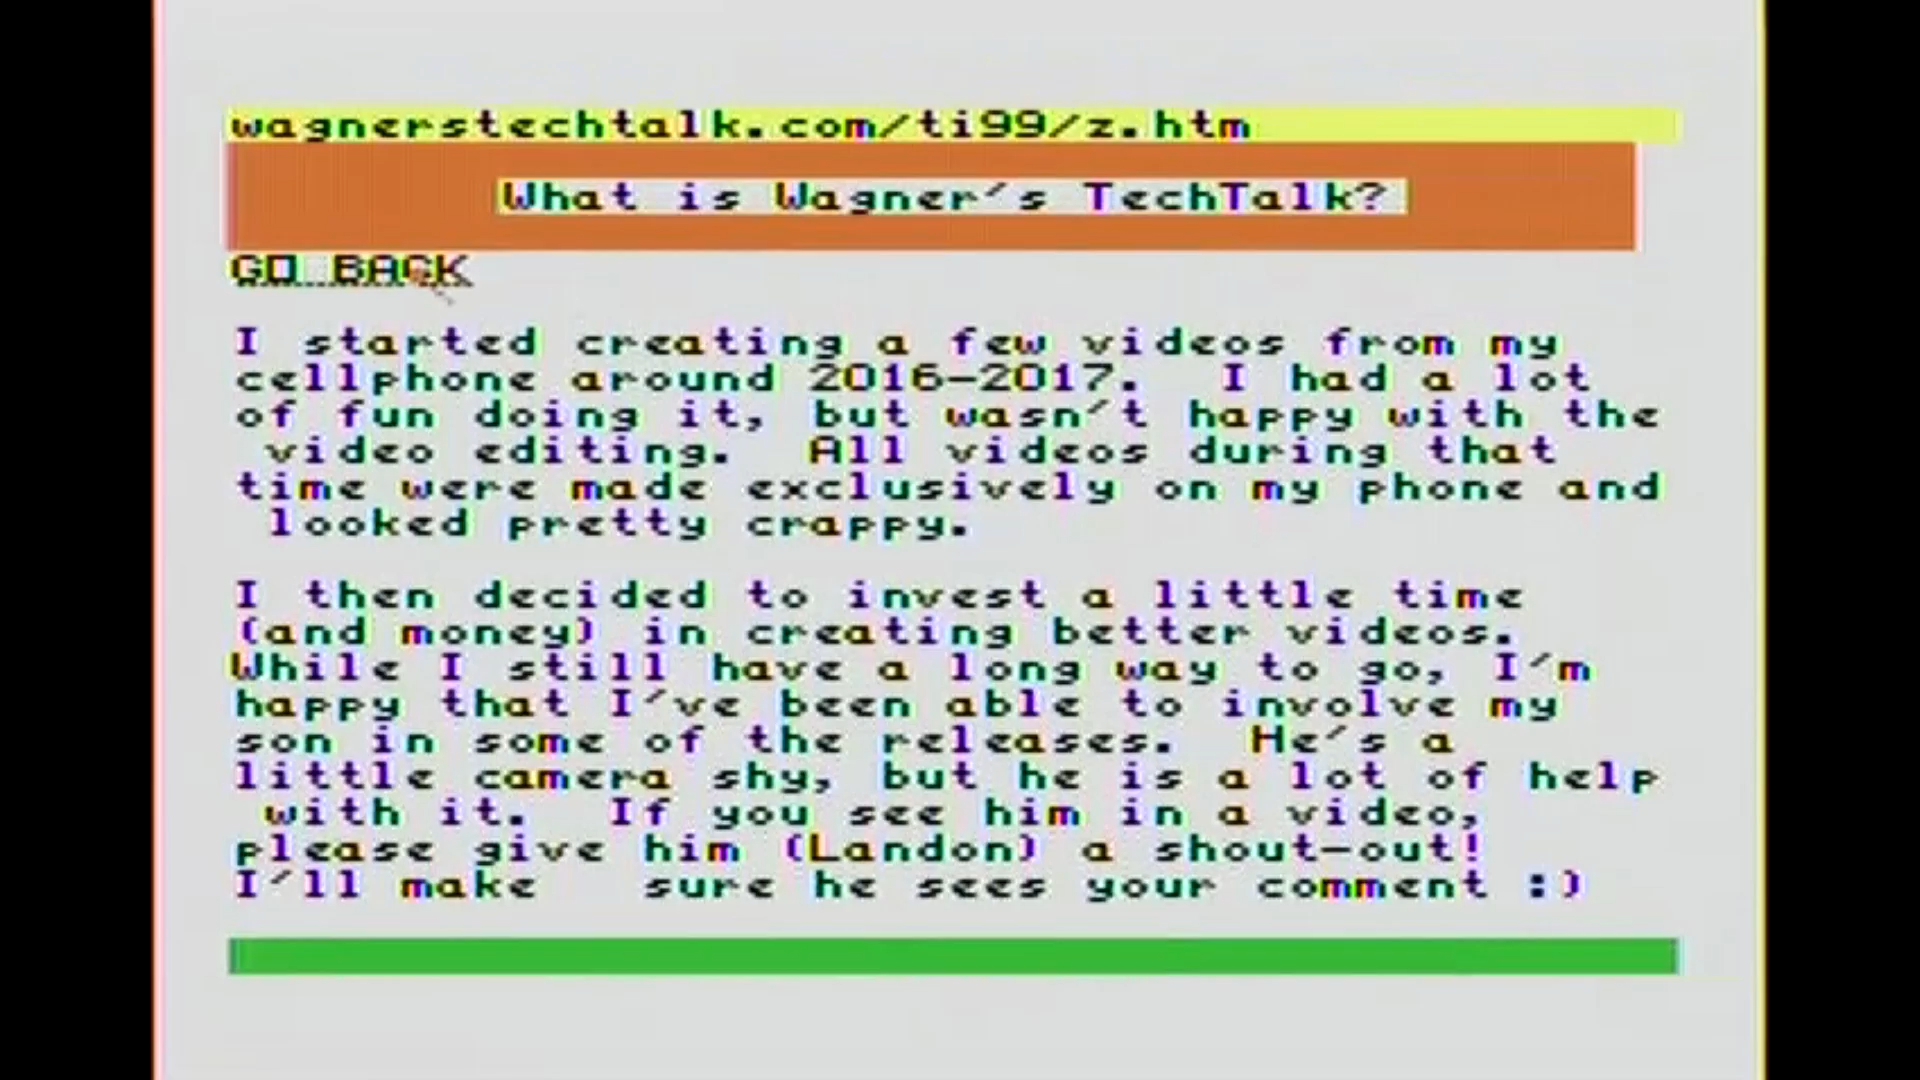 wagnerstechtalk.com/ti99/z.htm
What is Wagner's TechTalk?
GO BACK
I started creating a few videos from my
cellphone around 2016-2017.  I had a lot
of fun doing it, but wasn't happy with the
video editing.  All videos during that
time were made exclusively on my phone and
looked pretty crappy.
I then decided to invest a little time
(and money) in creating better videos.
While I still have a long way to go, I'm
happy that I've been able to involve my
son in some of the releases.  He's a
little camera shy, but he is a lot of help
with it.  If you see him in a video,
please give him (Landon) a shout-out!
I'll make   sure he sees your comment :)